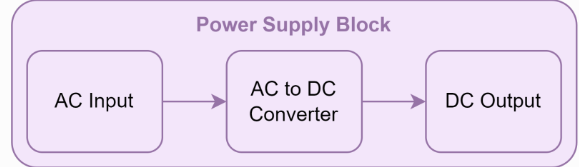 Power Supply Block
AC Input
AC to DC
Converter
DC Output